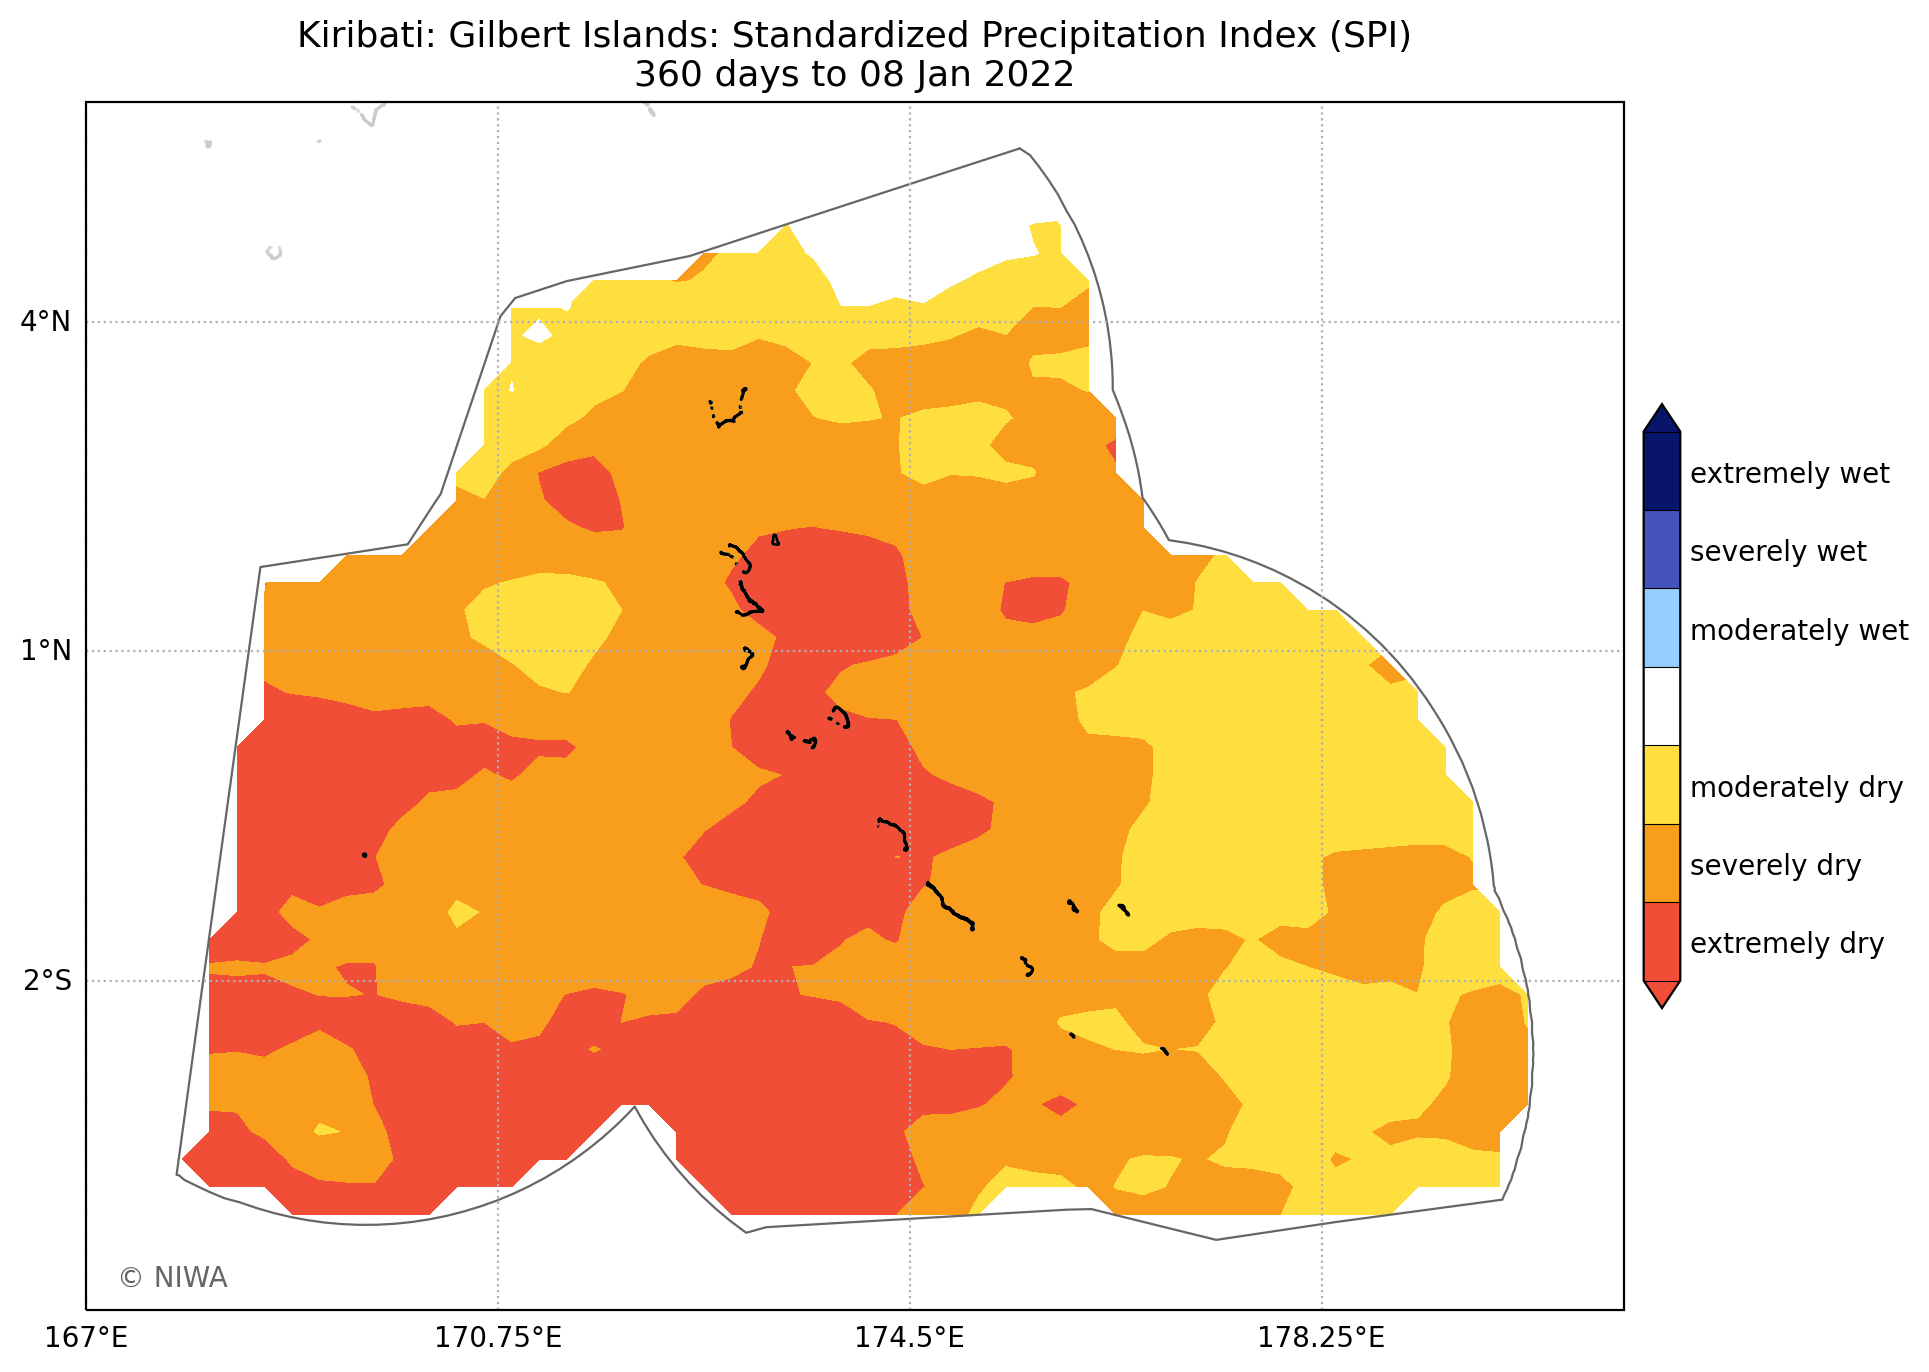 Kiribati: Gilbert Islands: Standardized Precipitation Index (SPI)
360 days to 08 Jan 2022
4°N
1°N
2°S
167°E
170.75°E
174.5°E
178.25°E
extremely wet
severely wet
moderately wet
moderately dry
severely dry
extremely dry
© NIWA